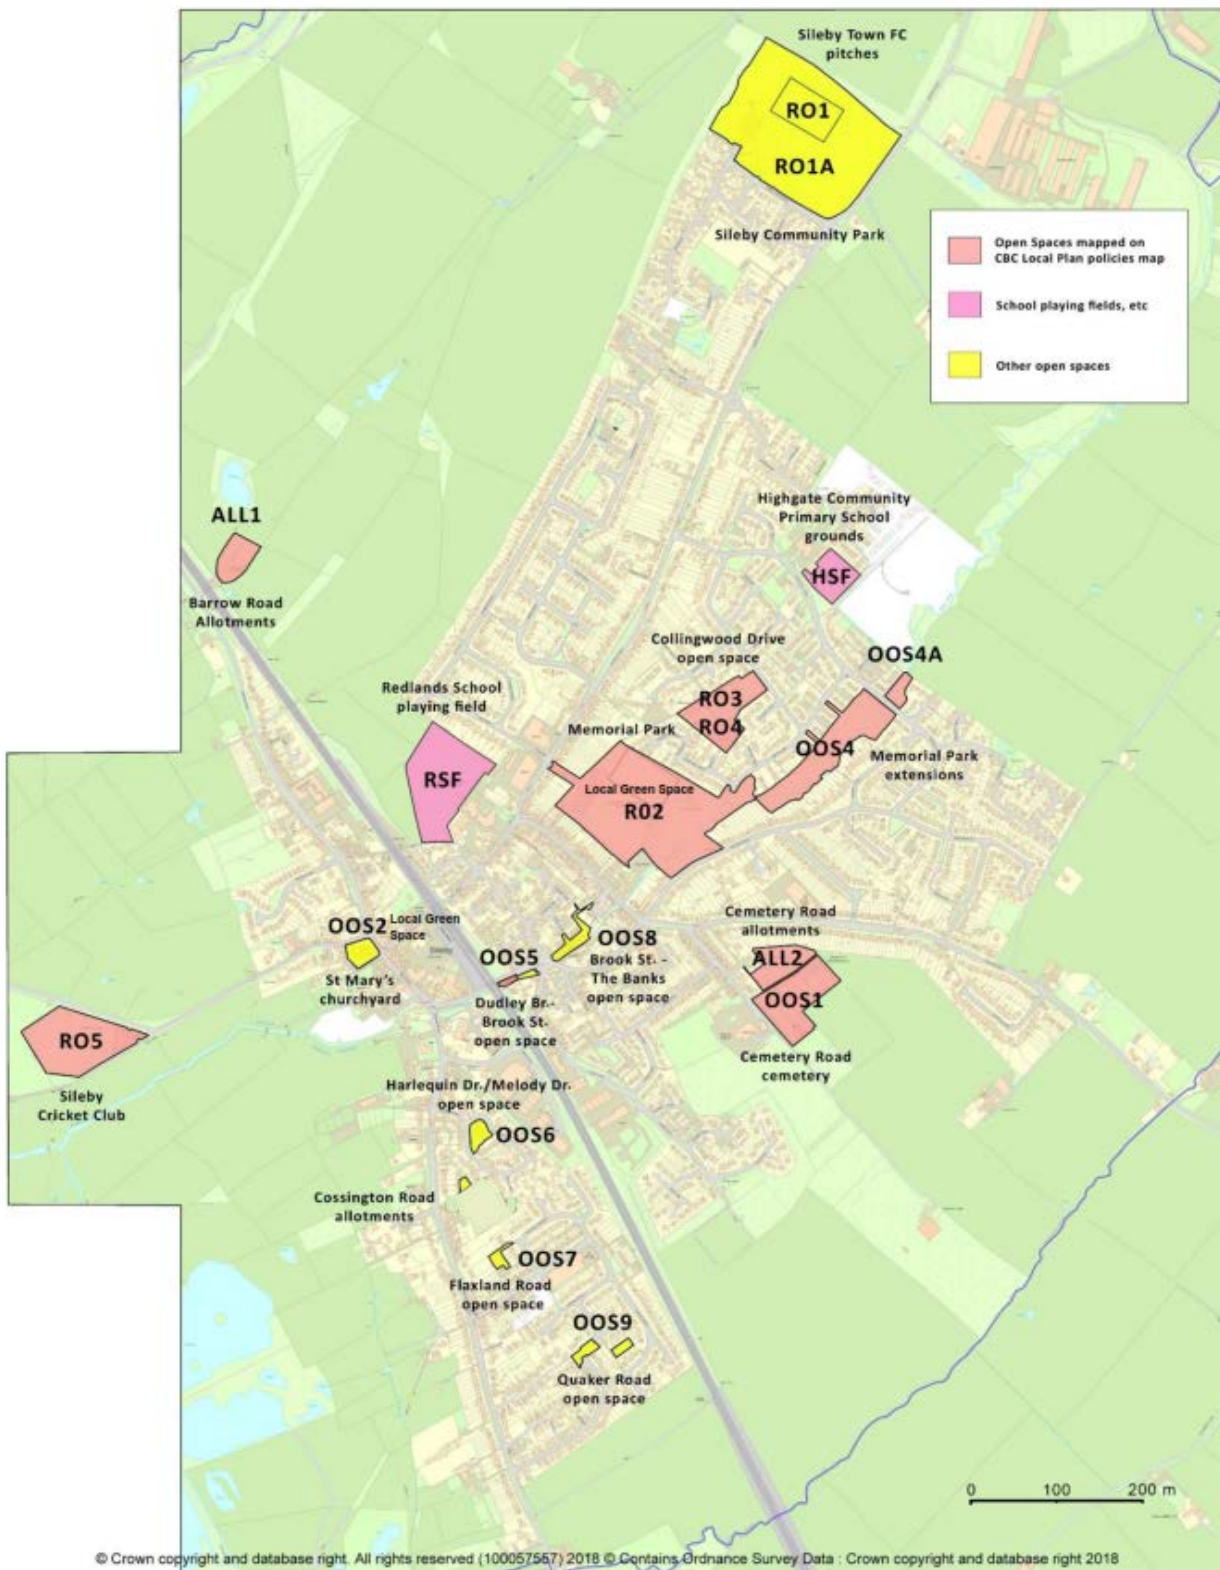 Sileby Town FC
pitches
RO1
RO1A
Sileby Community Park
Open Spaces mapped on
CBC Local Plan policies map
School playing fields, etc
Other open spaces
Highgate Community
Primary School
grounds
HSF
ALL1
Barrow Road
Allotments
Collingwood Drive
open space
OOS4A
RO3
RO4
Redlands School
playing field
RSF
Memorial Park
OOS4
Memorial Park
extensions
Local Green Space
R02
OOS2
Local Green
Space
St Mary's
churchyard
OOS8
Brook St. -
The Banks
open space
OOS5
Dudley Br.-
Brook St.
open space
Cemetery Road
allotments
ALL2
OOS1
Cemetery Road
cemetery
RO5
Sileby
Cricket Club
Harlequin Dr./Melody Dr.
open space
OOS6
Cossington Road
allotments
OOS7
Flaxland Road
open space
OOS9
Quaker Road
open space
0 100 200 m
© Crown copyright and database right. All rights reserved (100057557) 2018 © Contains Ordnance Survey Data : Crown copyright and database right 2018